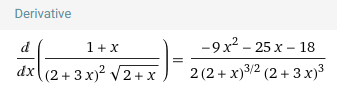 Derivative
d/dx((1 + x)/((2 + 3 x)^2 √(2 + x))) = (−9 x^2 − 25 x − 18)/(2 (2 + x)^(3/2) (2 + 3 x)^3)